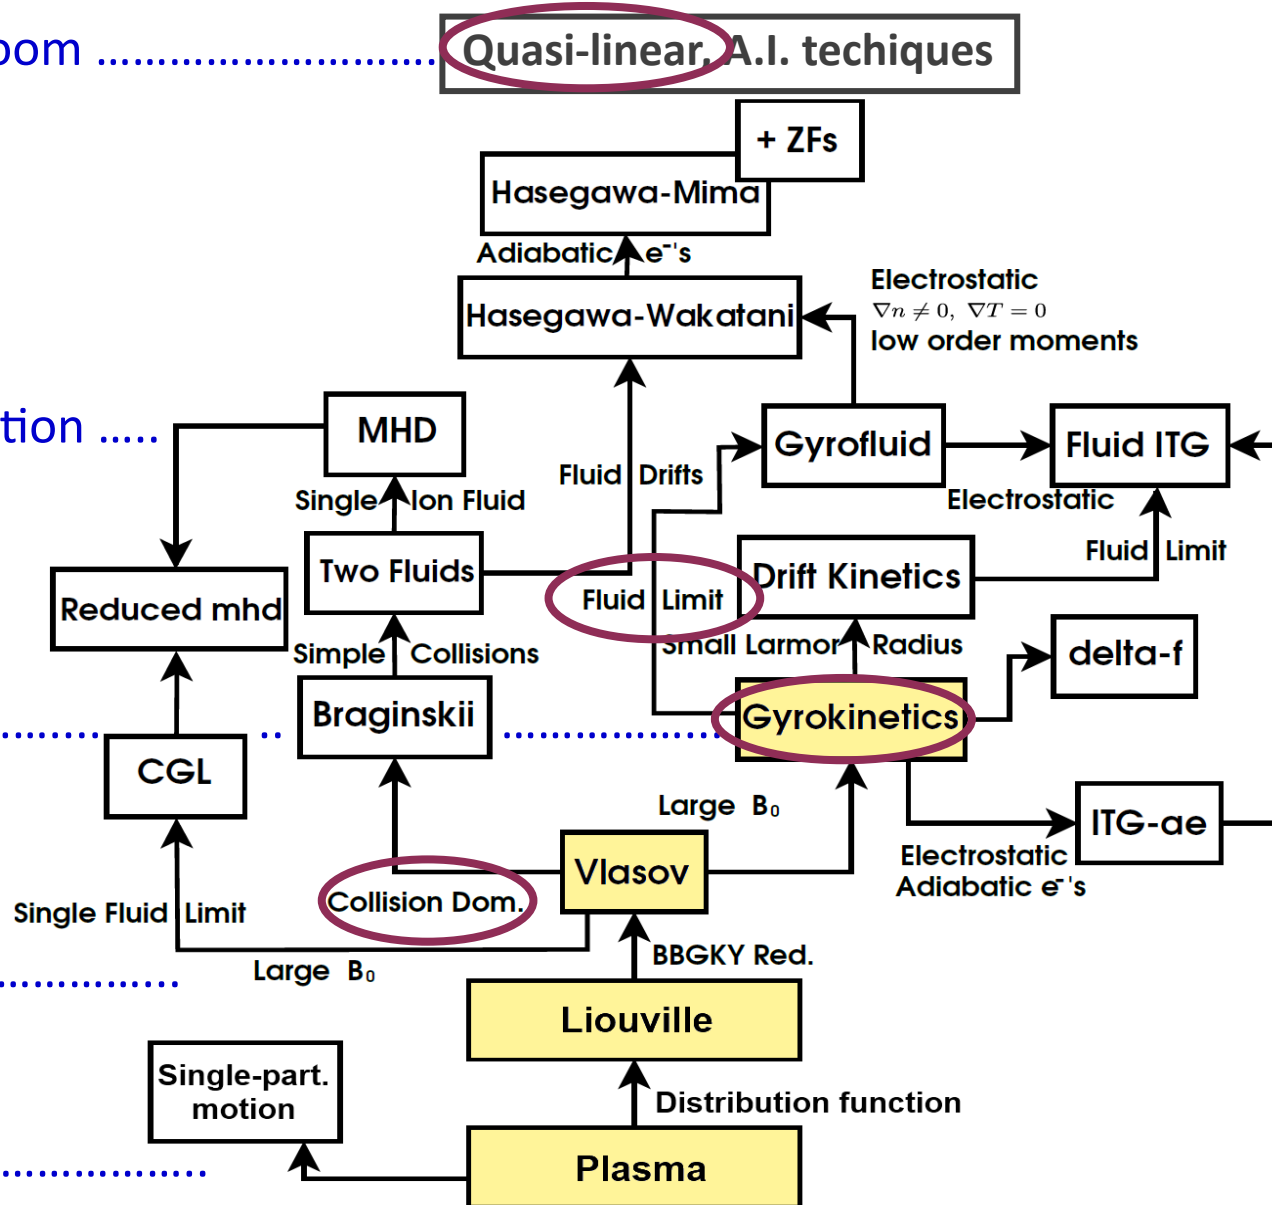 oom ................................
Quasi-linear, A.I. techiques
+ ZFs
Hasegawa-Mima
Adiabatic e⁻'s
Hasegawa-Wakatani
Electrostatic
∇n ≠ 0, ∇T = 0
low order moments
tion .....
MHD
Gyrofluid
Fluid ITG
Fluid Drifts
Single Ion Fluid
Electrostatic
Fluid Limit
Two Fluids
Drift Kinetics
Reduced mhd
Fluid Limit
Small Larmor Radius
Simple Collisions
delta-f
Braginskii
Gyrokinetics
CGL
Large B₀
ITG-ae
Electrostatic
Adiabatic e⁻'s
Vlasov
Collision Dom.
Single Fluid Limit
BBGKY Red.
Large B₀
Liouville
Single-part.
motion
Distribution function
Plasma